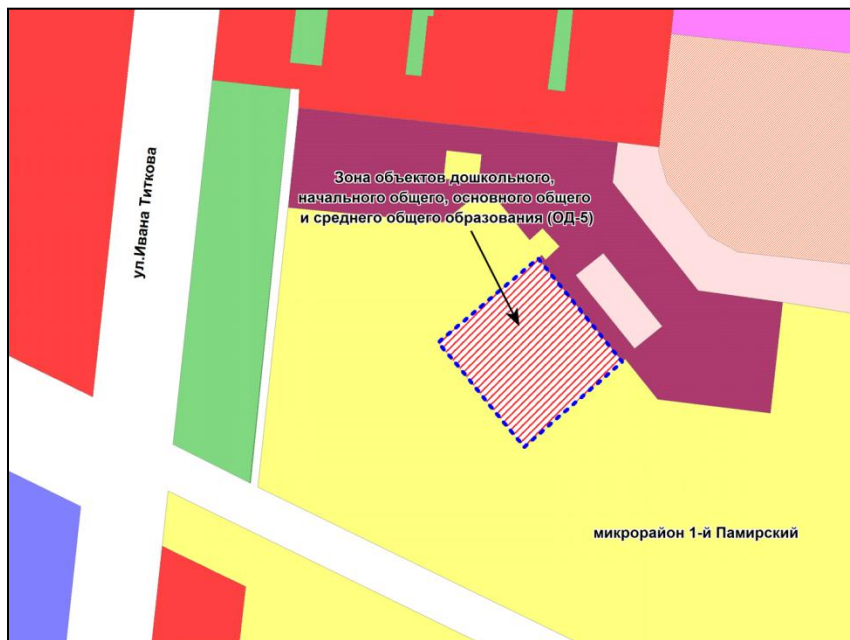 ул.Ивана Титкова
Зона объектов дошкольного,
начального общего, основного общего
и среднего общего образования (ОД-5)
микрорайон 1-й Памирский